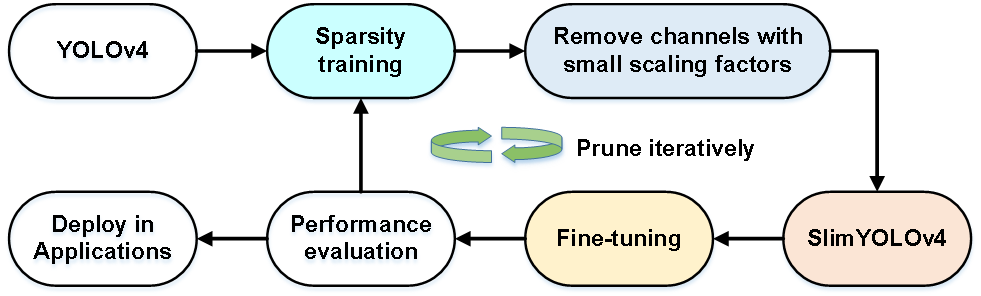 YOLOv4
Sparsity
training
Remove channels with
small scaling factors
Prune iteratively
Deploy in
Applications
Performance
evaluation
Fine-tuning
SlimYOLOv4